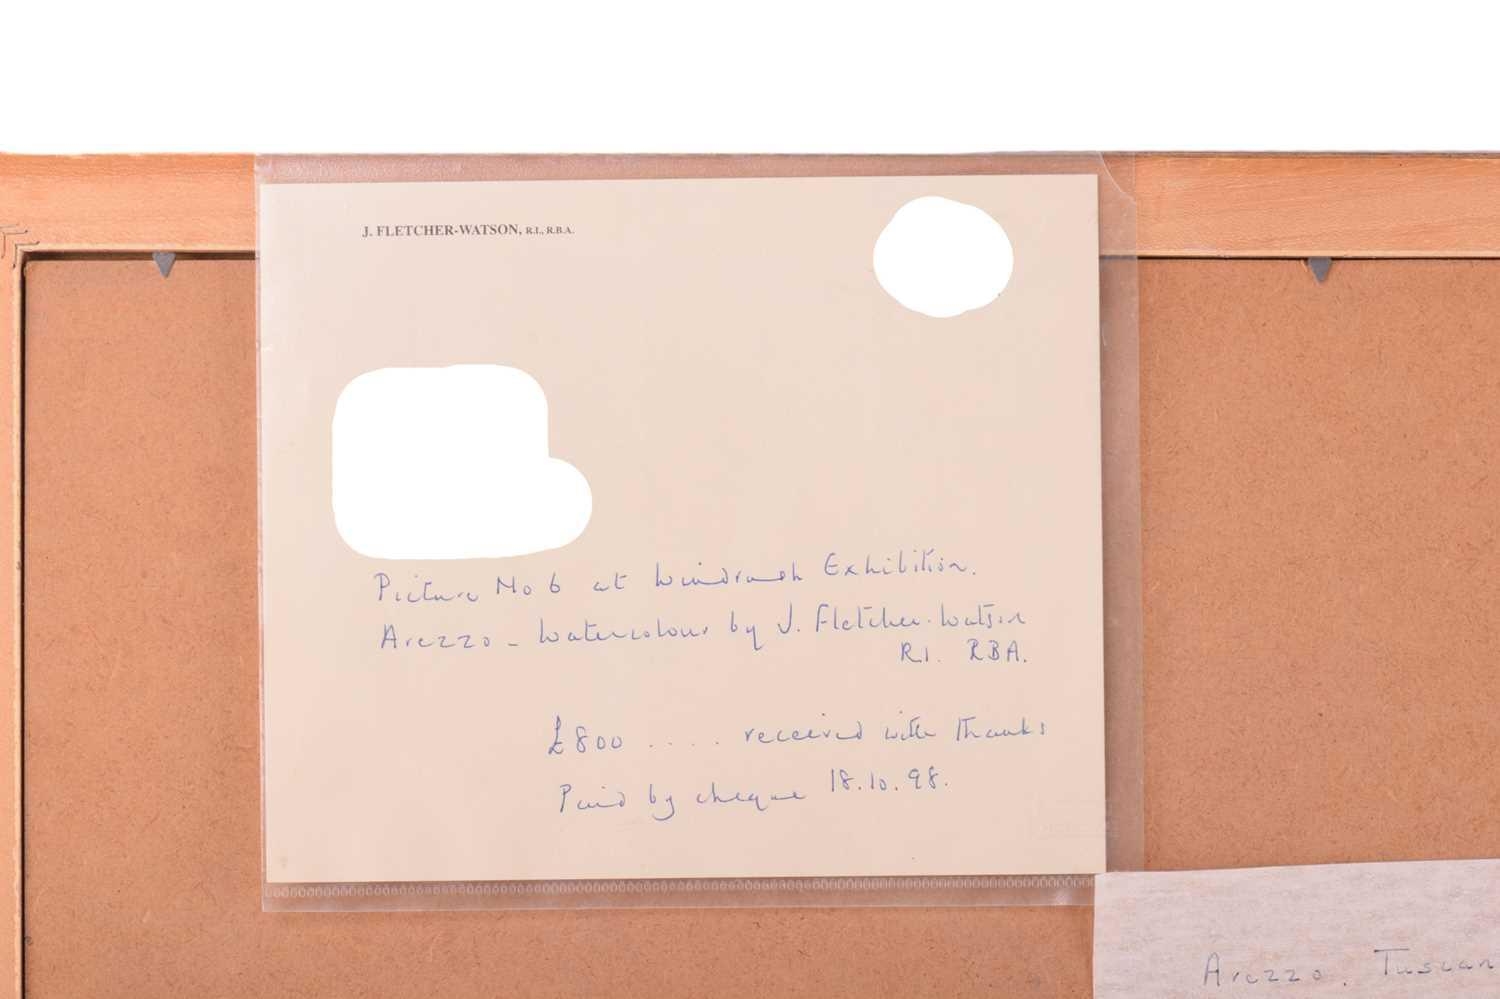 J. FLETCHER-WATSON, R.I., R.B.A.
Picture No 6 at Windrush Exhibition.
Arezzo - Watercolour by J. Fletcher-Watson
R.I. RBA.
£800 .... received with thanks
Paid by cheque 18.10.98.
Arezzo. Tuscan